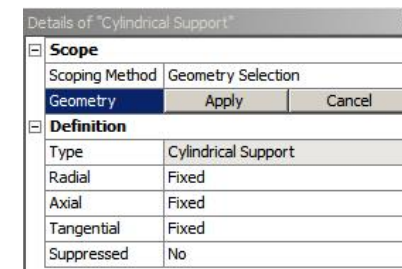 Details of "Cylindrical Support"
Scope
Scoping Method Geometry Selection
Geometry Apply Cancel
Definition
Type Cylindrical Support
Radial Fixed
Axial Fixed
Tangential Fixed
Suppressed No